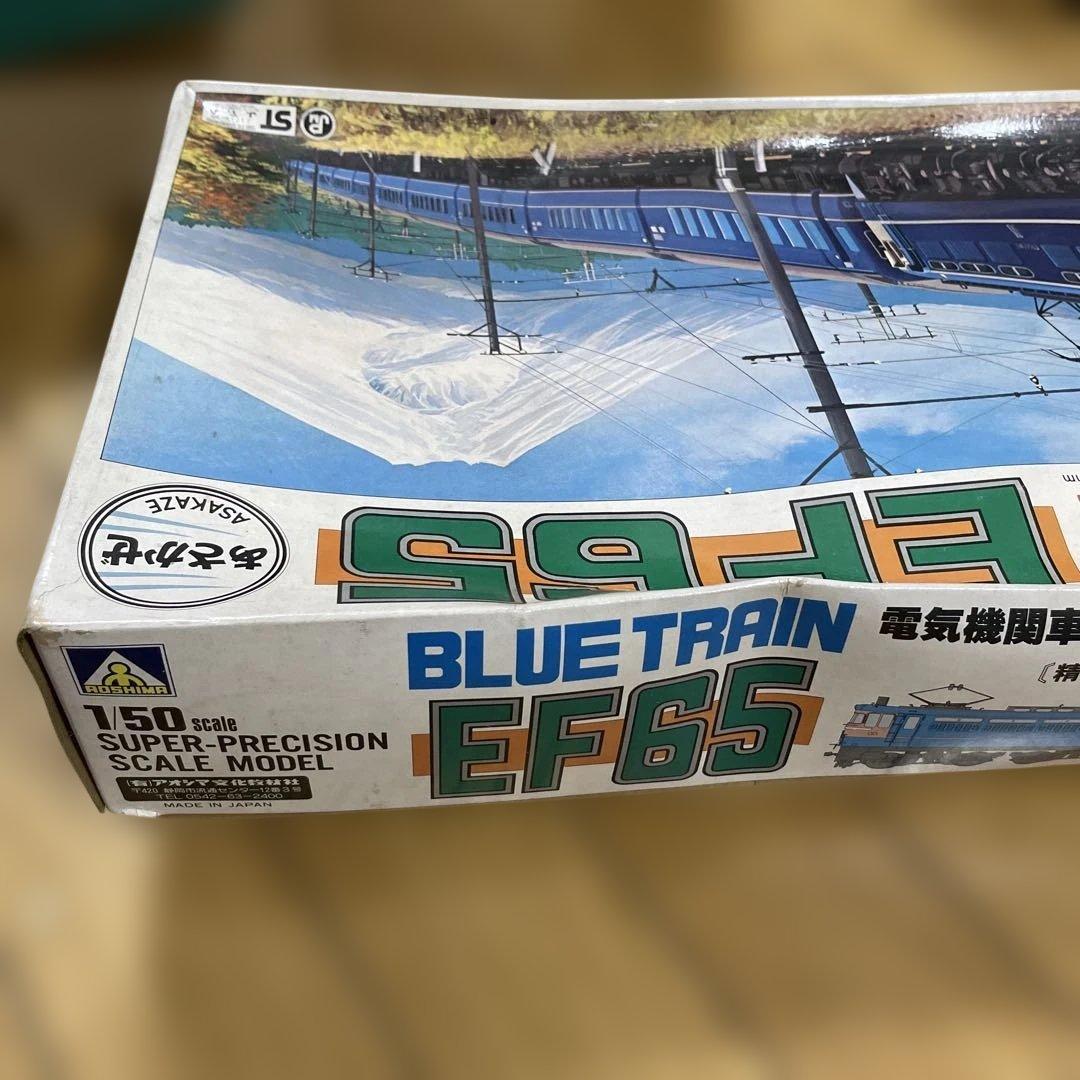 ST
あさかぜ
ASAKAZE
EF65
mm
AOSHIMA
1/50 scale
SUPER-PRECISION
SCALE MODEL
(有)アオシマ文化教材社
〒420 静岡市流通センター12番3号
TEL 0542-63-2400
MADE IN JAPAN
BLUE TRAIN
EF65
電気機関車
〔精